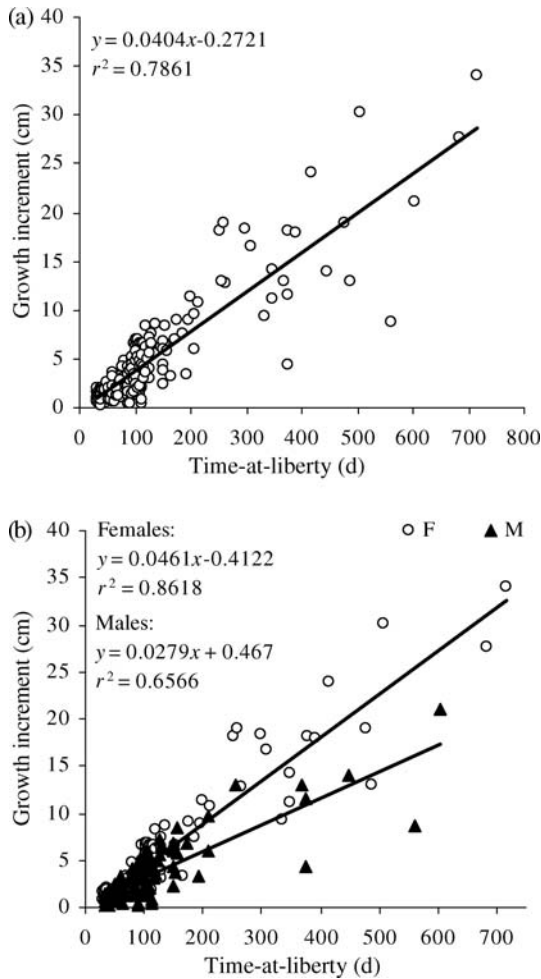 (a)
y = 0.0404x-0.2721
r² = 0.7861
40
35
30
25
20
15
10
5
0
Growth increment (cm)
0 100 200 300 400 500 600 700 800
Time-at-liberty (d)
(b)
Females:
y = 0.0461x-0.4122
r² = 0.8618
Males:
y = 0.0279x + 0.467
r² = 0.6566
F M
40
35
30
25
20
15
10
5
0
Growth increment (cm)
0 100 200 300 400 500 600 700
Time-at-liberty (d)